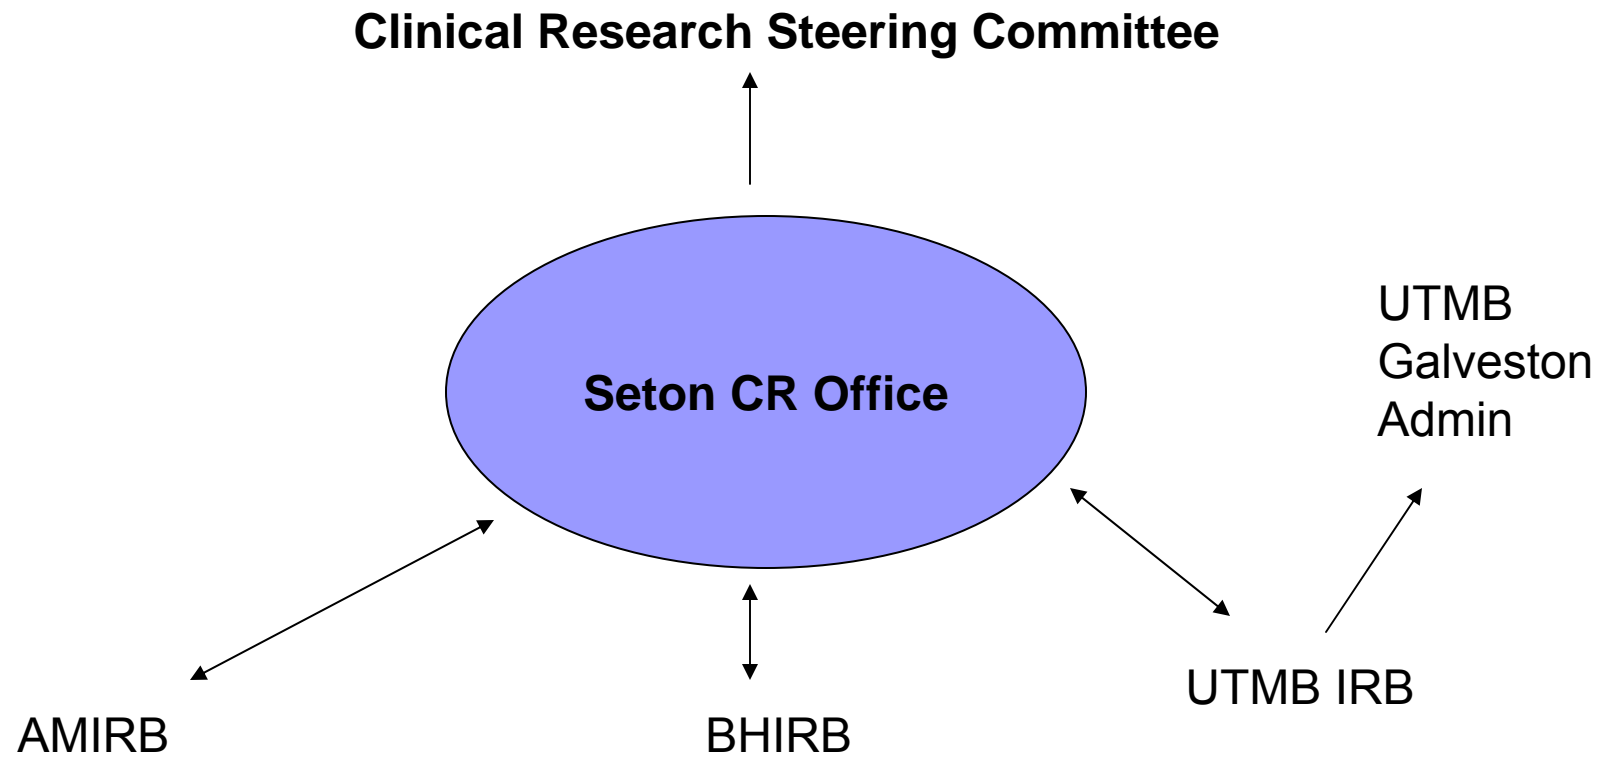 Clinical Research Steering Committee
Seton CR Office
UTMB
Galveston
Admin
UTMB IRB
AMIRB
BHIRB